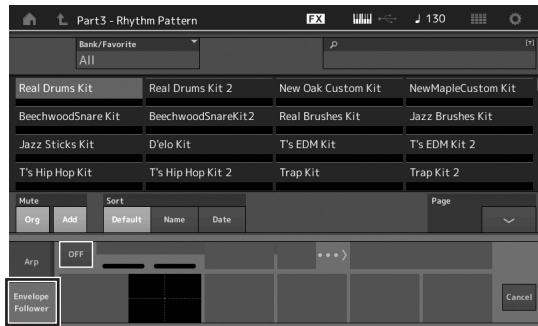 Part3 - Rhythm Pattern FX 130
Bank/Favorite
All
Real Drums Kit Real Drums Kit 2 New Oak Custom Kit NewMapleCustom Kit
BeechwoodSnare Kit BeechwoodSnareKit2 Real Brushes Kit Jazz Brushes Kit
Jazz Sticks Kit D'elo Kit T's EDM Kit T's EDM Kit 2
T's Hip Hop Kit T's Hip Hop Kit 2 Trap Kit Trap Kit 2
Mute Sort Page
Org Add Default Name Date
Arp OFF
Envelope
Follower
Cancel